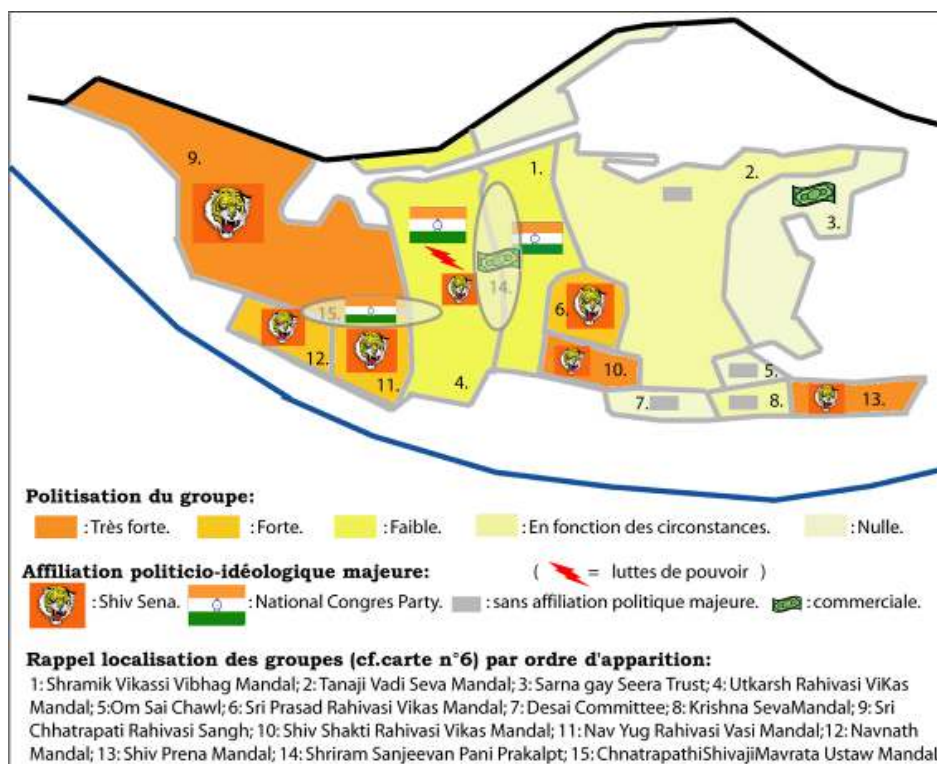 9.
1.
2.
3.
14.
15.
6.
12.
11.
4.
10.
5.
7.
8.
13.
Politisation du groupe:
: Très forte. : Forte. : Faible. : En fonction des circonstances. : Nulle.
Affiliation politicio-idéologique majeure: ( = luttes de pouvoir )
: Shiv Sena. : National Congres Party. : sans affiliation politique majeure. : commerciale.
Rappel localisation des groupes (cf.carte n°6) par ordre d'apparition:
1: Shramik Vikassi Vibhag Mandal; 2: Tanaji Vadi Seva Mandal; 3: Sarna gay Seera Trust; 4: Utkarsh Rahivasi ViKas
Mandal; 5:Om Sai Chawl; 6: Sri Prasad Rahivasi Vikas Mandal; 7: Desai Committee; 8: Krishna SevaMandal; 9: Sri
Chhatrapati Rahivasi Sangh; 10: Shiv Shakti Rahivasi Vikas Mandal; 11: Nav Yug Rahivasi Vasi Mandal;12: Navnath
Mandal; 13: Shiv Prena Mandal; 14: Shriram Sanjeevan Pani Prakalpt; 15: ChnatrapathiShivajiMavrata Ustaw Mandal